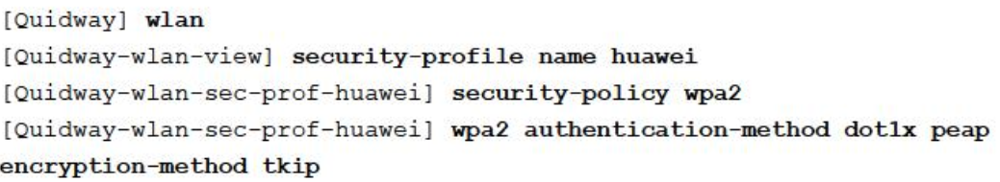 [Quidway] wlan
[Quidway-wlan-view] security-profile name huawei
[Quidway-wlan-sec-prof-huawei] security-policy wpa2
[Quidway-wlan-sec-prof-huawei] wpa2 authentication-method dot1x peap
encryption-method tkip